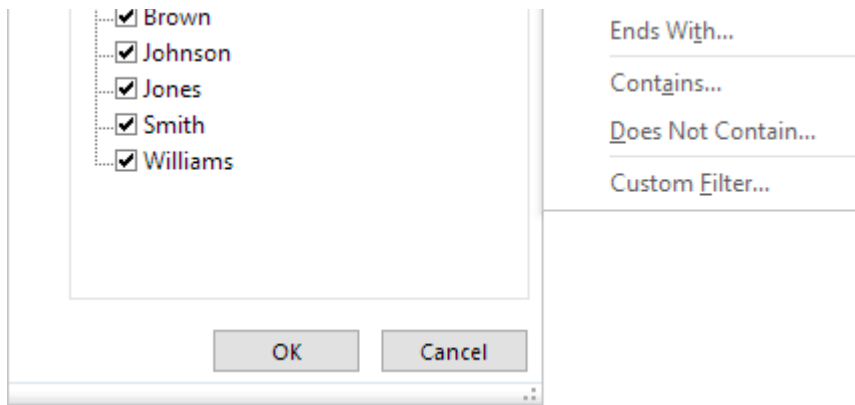 Brown
Johnson
Jones
Smith
Williams
OK Cancel
Ends With...
Contains...
Does Not Contain...
Custom Filter...